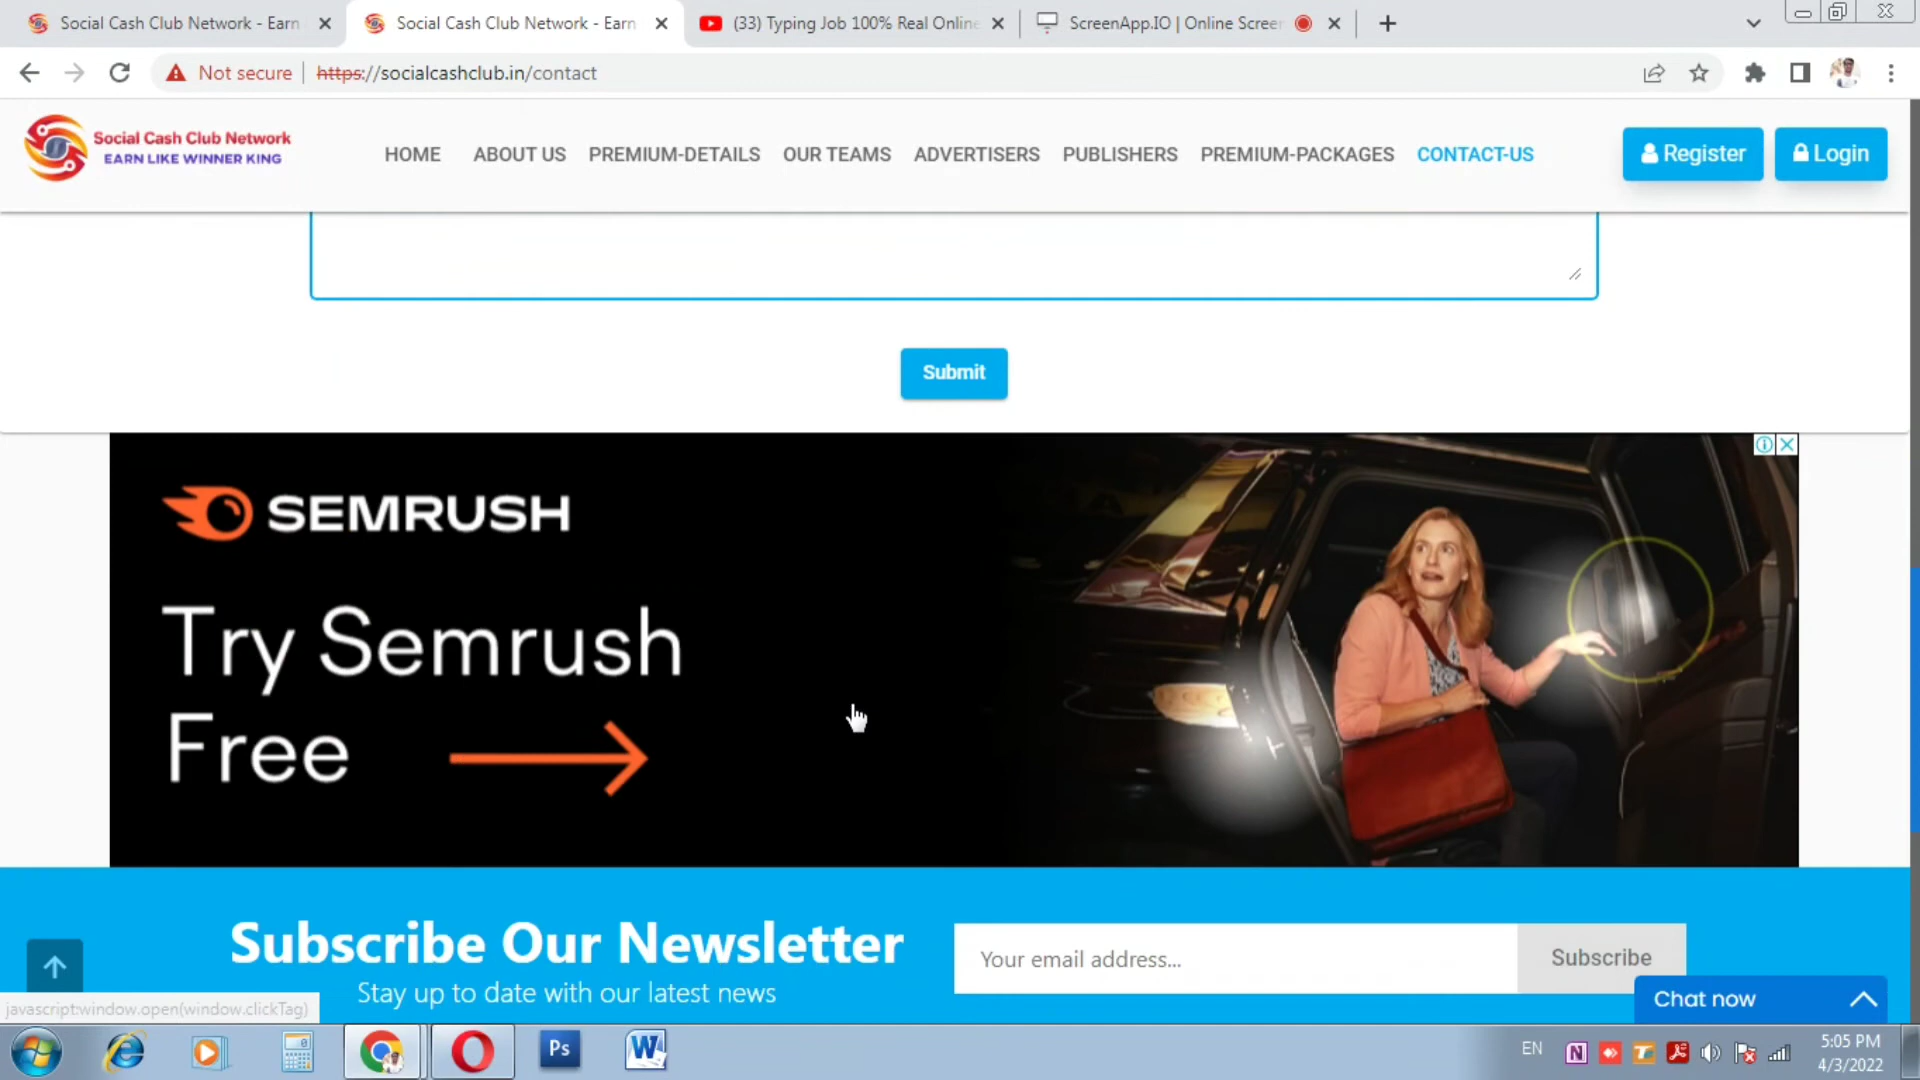 Social Cash Club Network - Earn
Social Cash Club Network - Earn
(33) Typing Job 100% Real Online
ScreenApp.IO | Online Screen
Not secure
https://socialcashclub.in/contact
Social Cash Club Network
EARN LIKE WINNER KING
HOME
ABOUT US
PREMIUM-DETAILS
OUR TEAMS
ADVERTISERS
PUBLISHERS
PREMIUM-PACKAGES
CONTACT-US
Register
Login
Submit
SEMRUSH
Try Semrush
Free
Subscribe Our Newsletter
Stay up to date with our latest news
Your email address...
Subscribe
Chat now
javascript:window.open(window.clickTag)
Ps
W
EN
N
5:05 PM
4/3/2022